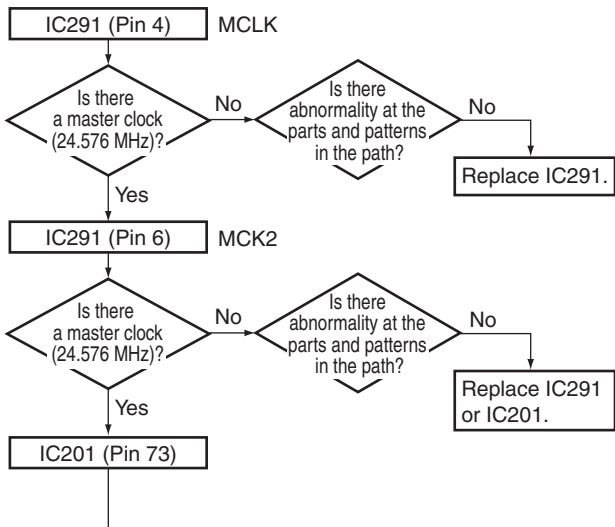 IC291 (Pin 4)
MCLK
Is there
a master clock
(24.576 MHz)?
No
Is there
abnormality at the
parts and patterns
in the path?
No
Replace IC291.
Yes
IC291 (Pin 6)
MCK2
Is there
a master clock
(24.576 MHz)?
No
Is there
abnormality at the
parts and patterns
in the path?
No
Replace IC291
or IC201.
Yes
IC201 (Pin 73)